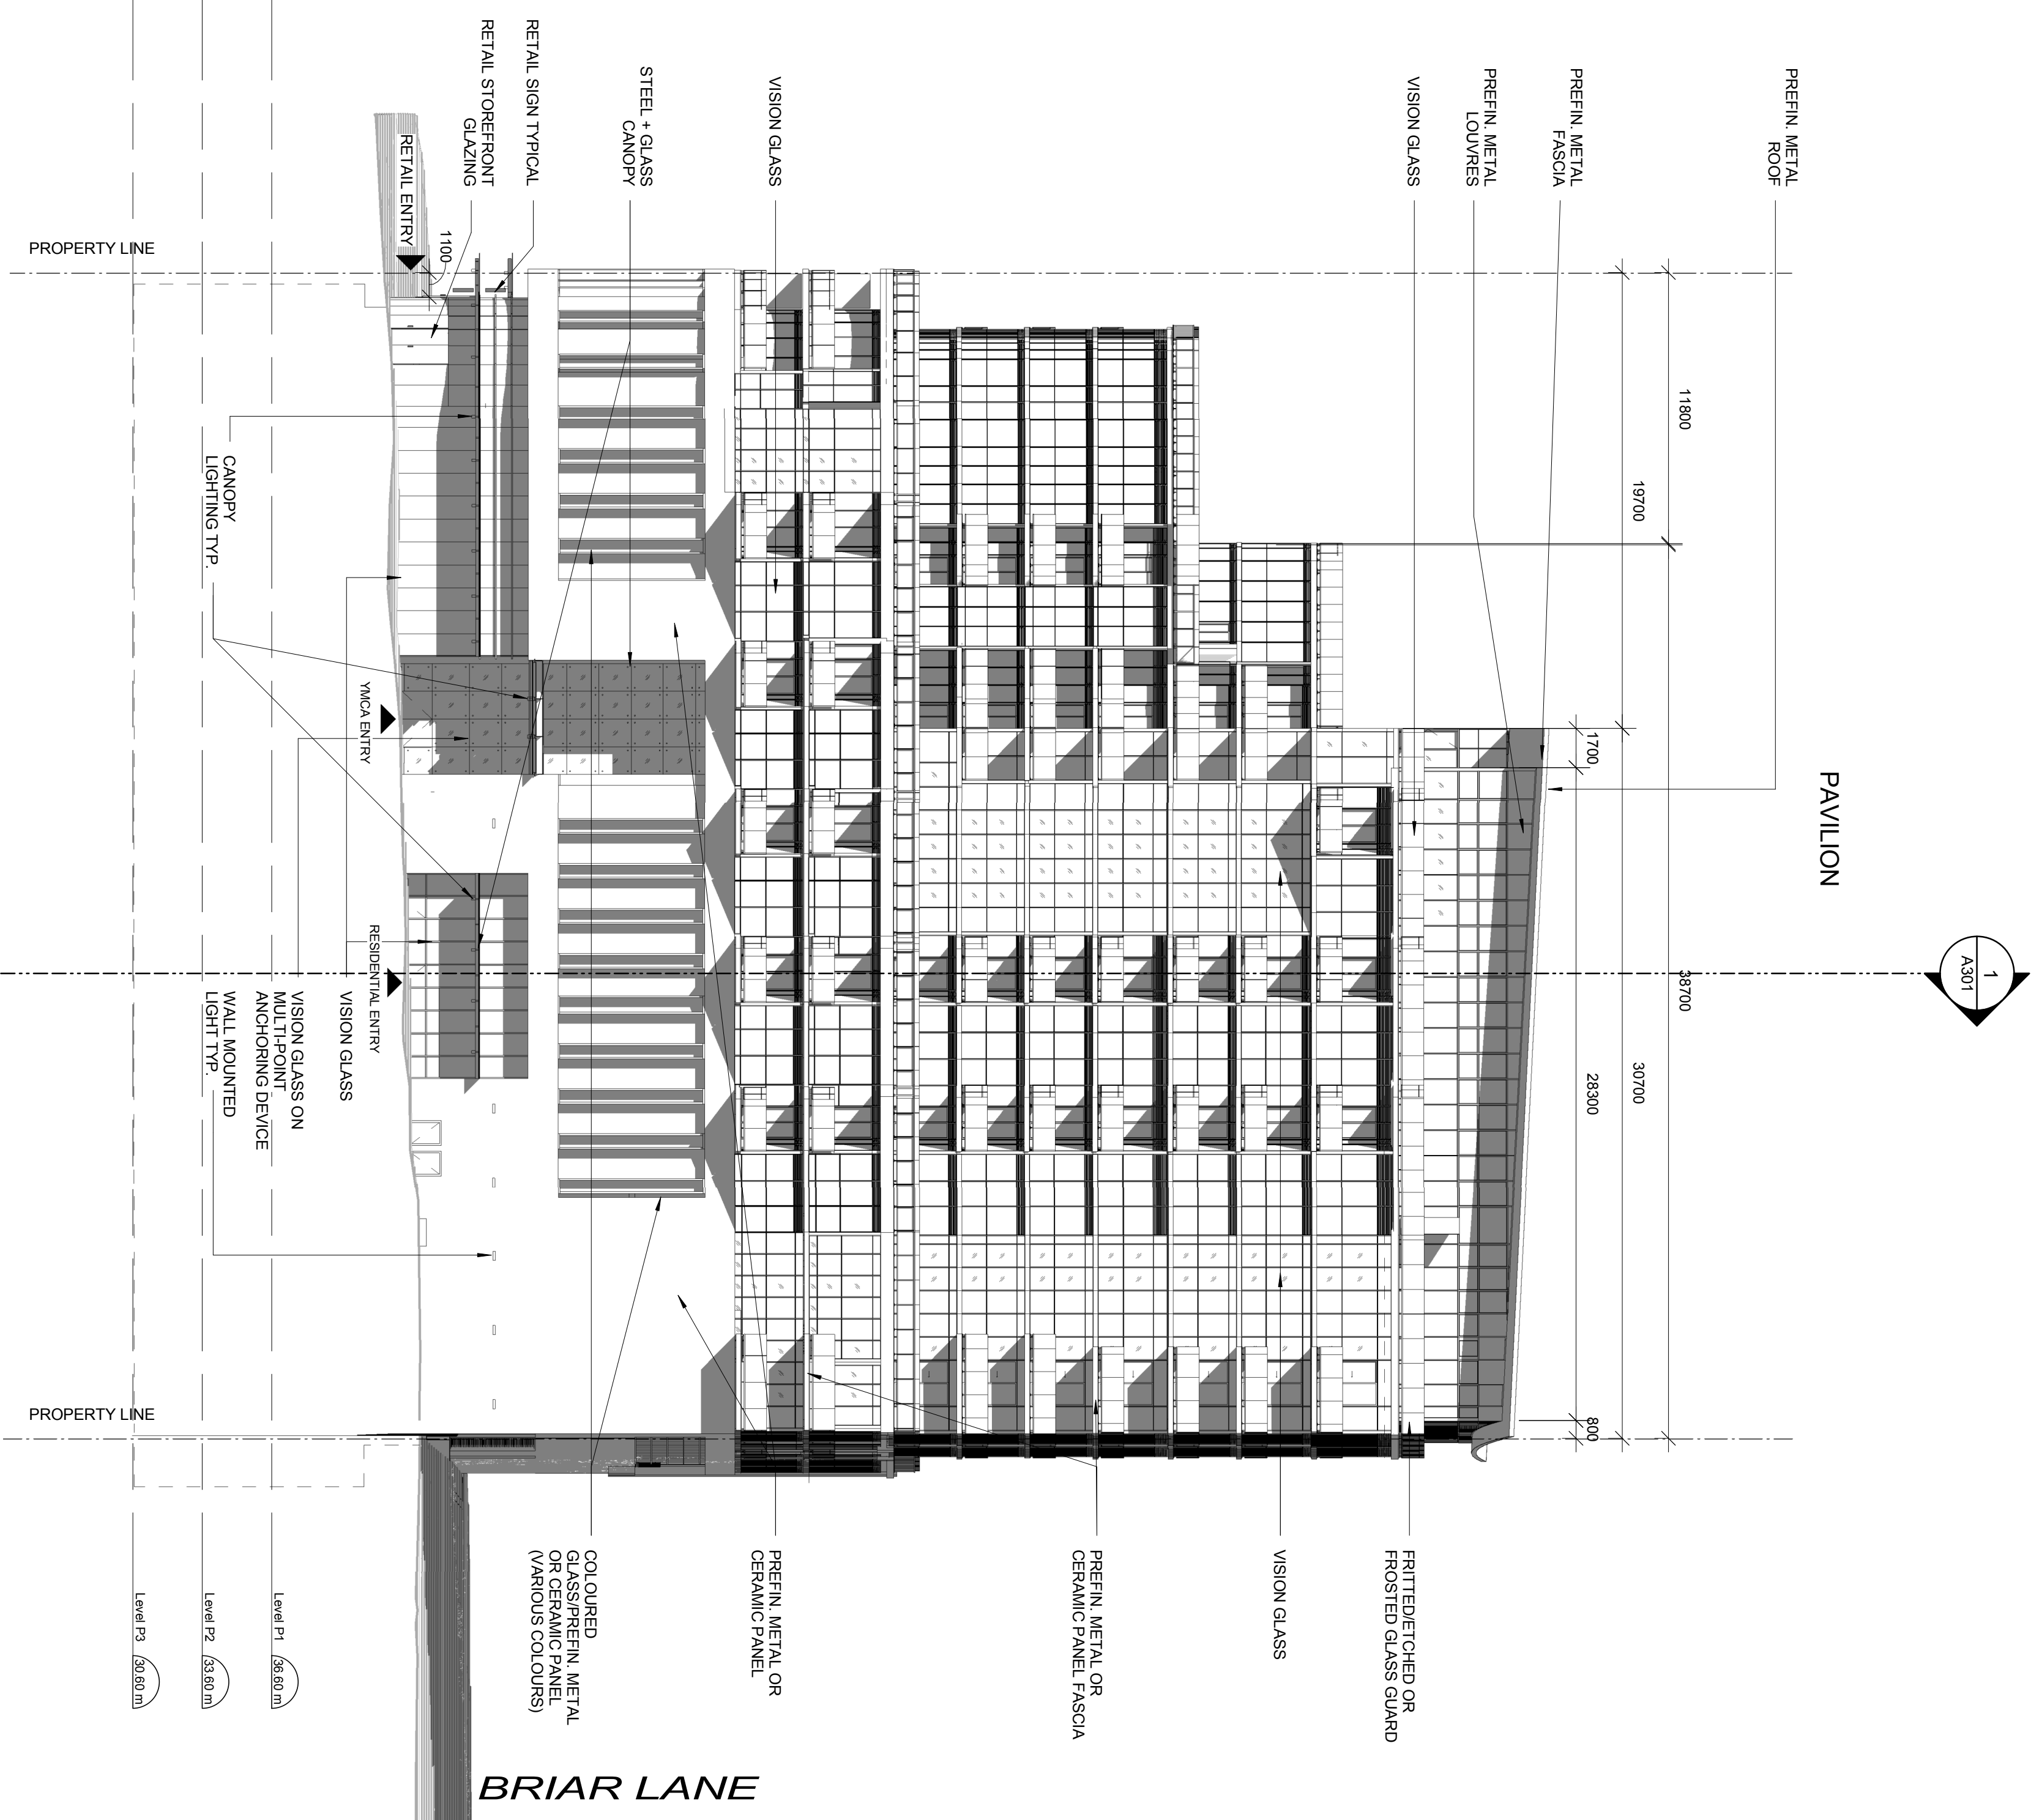 PREFIN. METAL
ROOF
PREFIN. METAL
FASCIA
PREFIN. METAL
LOUVRES
VISION GLASS
VISION GLASS
STEEL + GLASS
CANOPY
RETAIL SIGN TYPICAL
RETAIL STOREFRONT
GLAZING
RETAIL ENTRY
1100
PROPERTY LINE
11800
19700
1700
38700
30700
28300
800
PAVILION
1
A301
CANOPY
LIGHTING TYP.
YMCA ENTRY
RESIDENTIAL ENTRY
VISION GLASS
VISION GLASS ON
MULTI-POINT
ANCHORING DEVICE
WALL MOUNTED
LIGHT TYP.
PROPERTY LINE
FRITTED/ETCHED OR
FROSTED GLASS GUARD
VISION GLASS
PREFIN. METAL OR
CERAMIC PANEL FASCIA
PREFIN. METAL OR
CERAMIC PANEL
COLOURED
GLASS/PREFIN. METAL
OR CERAMIC PANEL
(VARIOUS COLOURS)
Level P1
36.60 m
Level P2
33.60 m
Level P3
30.60 m
BRIAR LANE